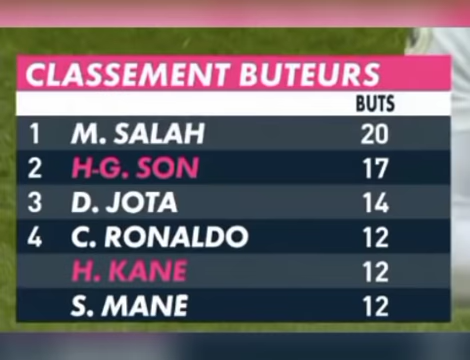 CLASSEMENT BUTEURS
BUTS
1 M. SALAH 20
2 H-G. SON 17
3 D. JOTA 14
4 C. RONALDO 12
H. KANE 12
S. MANE 12